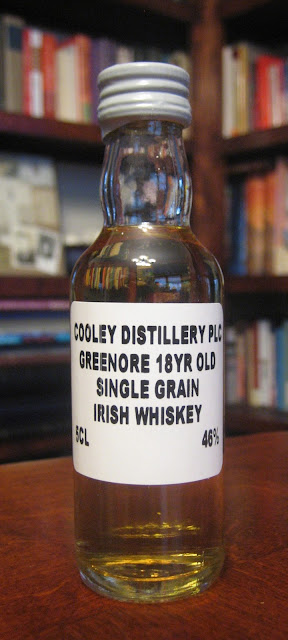 COOLEY DISTILLERY PLC
GREENORE 18YR OLD
SINGLE GRAIN
IRISH WHISKEY
5CL 46%